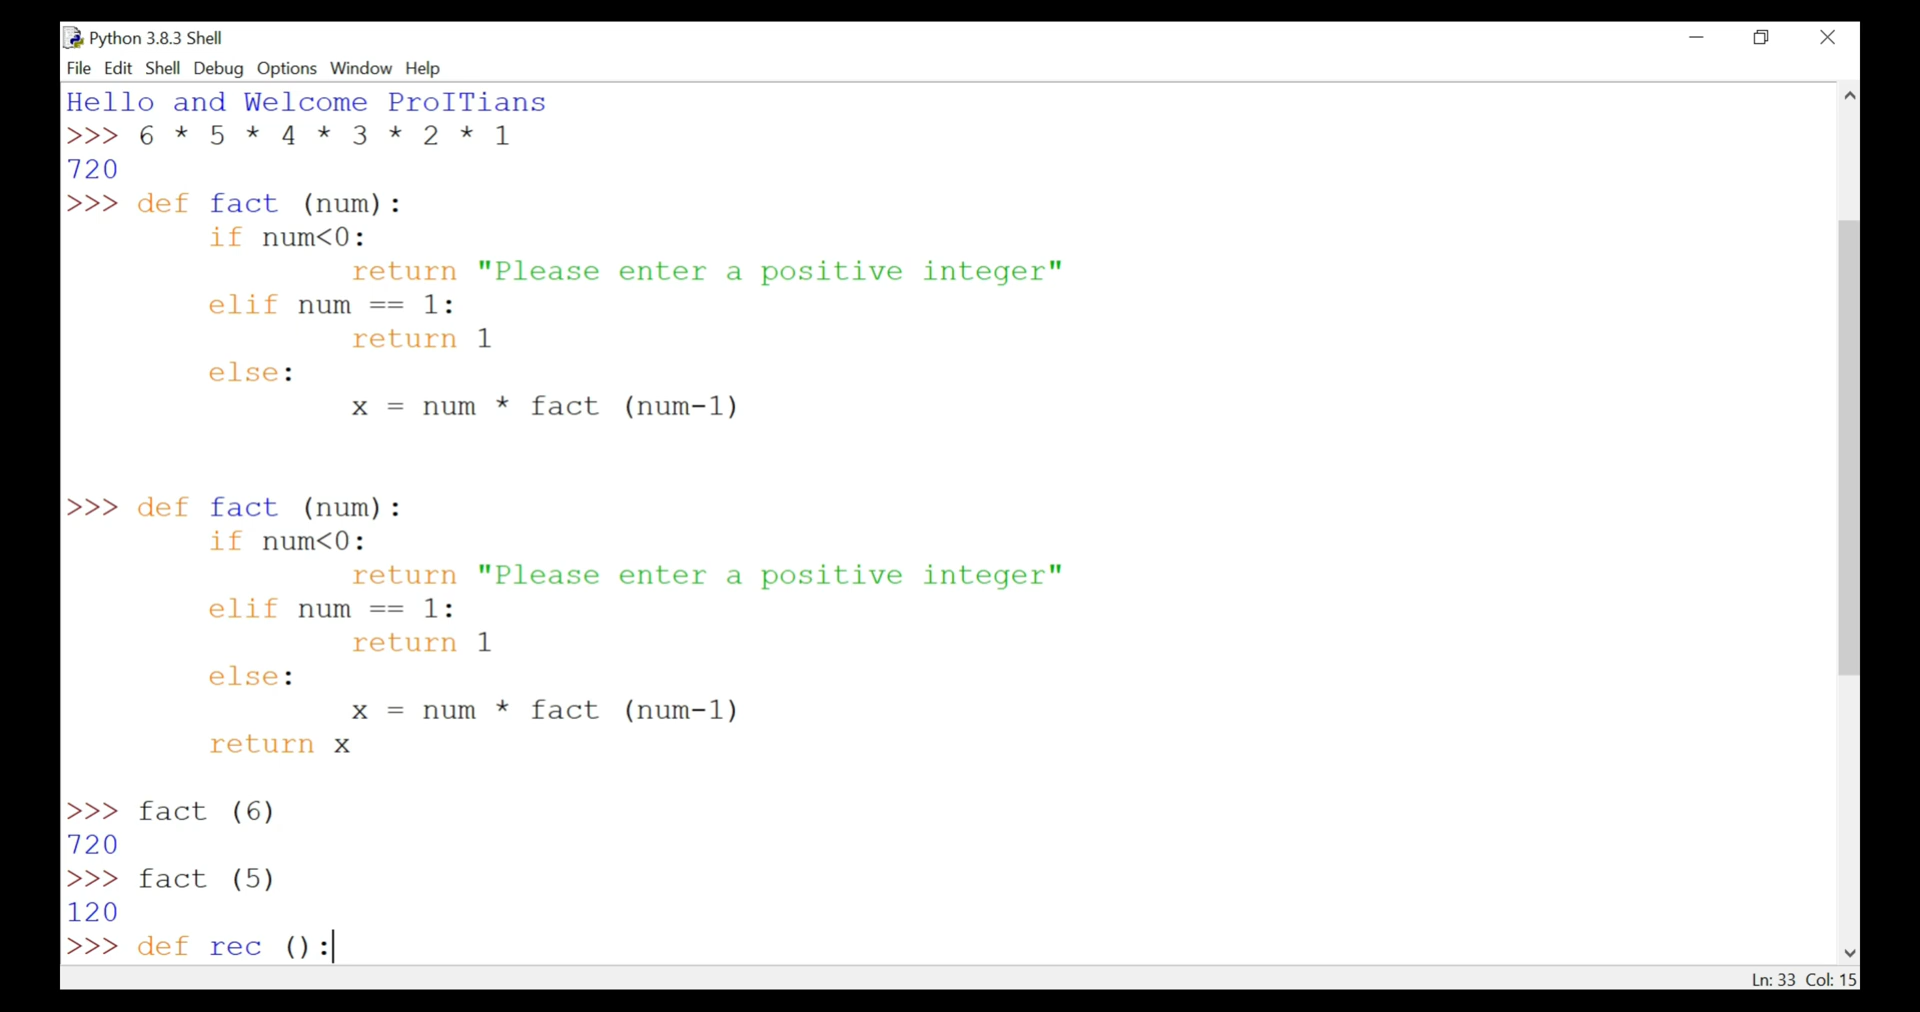 Python 3.8.3 Shell
File Edit Shell Debug Options Window Help
Hello and Welcome ProITians
>>> 6 * 5 * 4 * 3 * 2 * 1
720
>>> def fact (num):
        if num<0:
                return "Please enter a positive integer"
        elif num == 1:
                return 1
        else:
                x = num * fact (num-1)
>>> def fact (num):
        if num<0:
                return "Please enter a positive integer"
        elif num == 1:
                return 1
        else:
                x = num * fact (num-1)
        return x
>>> fact (6)
720
>>> fact (5)
120
>>> def rec ():
Ln: 33 Col: 15